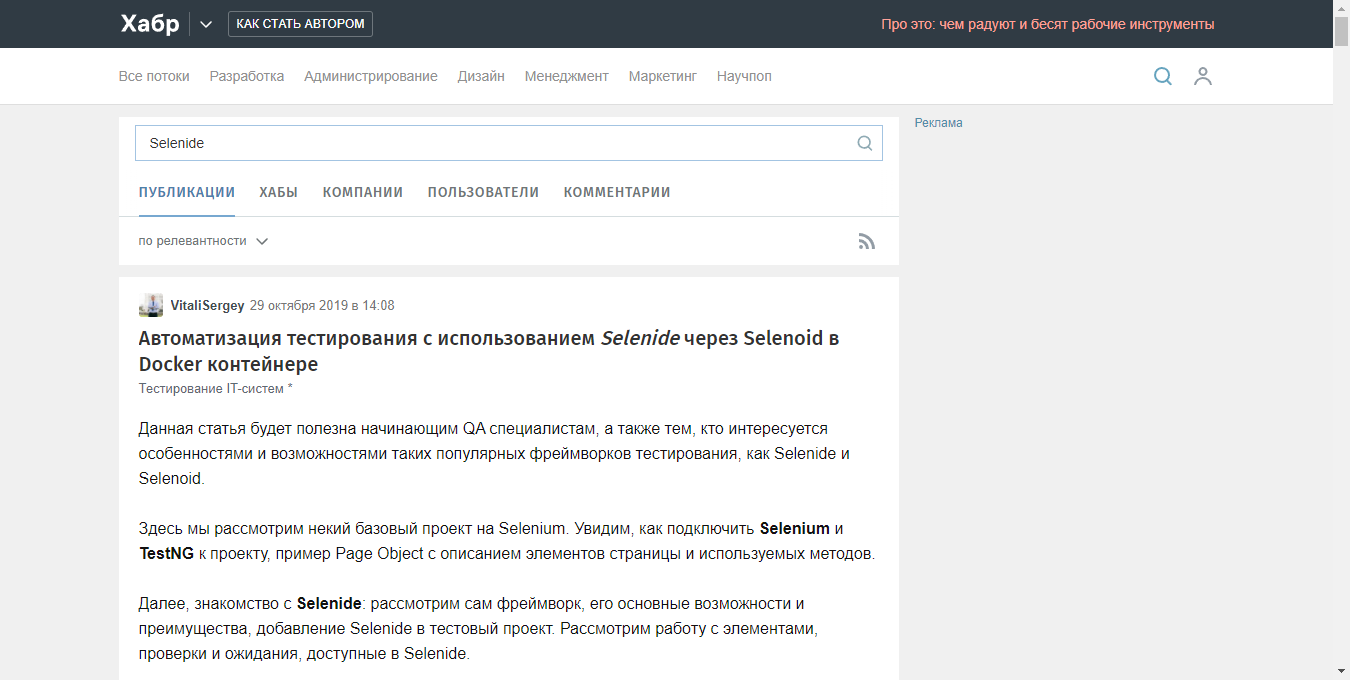 Хабр
КАК СТАТЬ АВТОРОМ
Про это: чем радуют и бесят рабочие инструменты
Все потоки Разработка Администрирование Дизайн Менеджмент Маркетинг Научпоп
Реклама
Selenide
ПУБЛИКАЦИИ ХАБЫ КОМПАНИИ ПОЛЬЗОВАТЕЛИ КОММЕНТАРИИ
по релевантности
VitaliSergey 29 октября 2019 в 14:08
Автоматизация тестирования с использованием Selenide через Selenoid в
Docker контейнере
Тестирование IT-систем *
Данная статья будет полезна начинающим QA специалистам, а также тем, кто интересуется
особенностями и возможностями таких популярных фреймворков тестирования, как Selenide и
Selenoid.
Здесь мы рассмотрим некий базовый проект на Selenium. Увидим, как подключить Selenium и
TestNG к проекту, пример Page Object с описанием элементов страницы и используемых методов.
Далее, знакомство с Selenide: рассмотрим сам фреймворк, его основные возможности и
преимущества, добавление Selenide в тестовый проект. Рассмотрим работу с элементами,
проверки и ожидания, доступные в Selenide.